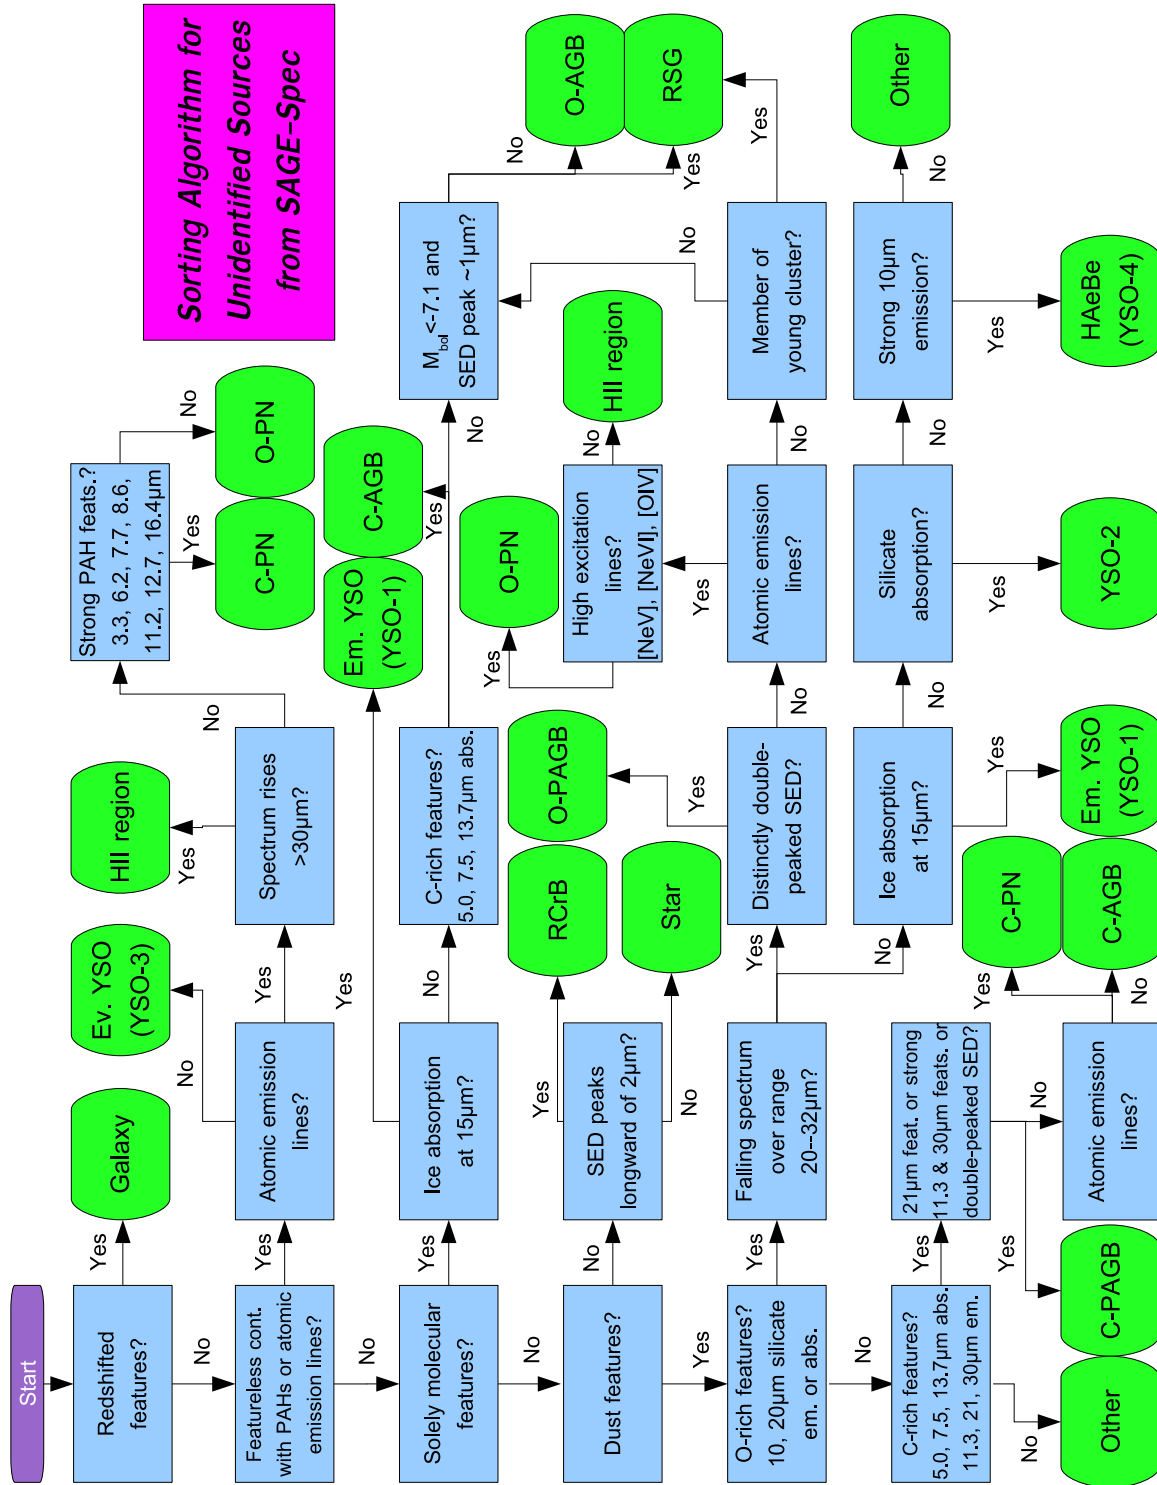 Sorting Algorithm for
Unidentified Sources
from SAGE-Spec
Start
Redshifted
features?
Yes
Galaxy
No
Featureless cont.
with PAHs or atomic
emission lines?
Yes
Atomic emission
lines?
No
Ev. YSO
(YSO-3)
Yes
Spectrum rises
>30µm?
Yes
HII region
No
Strong PAH feats.?
3.3, 6.2, 7.7, 8.6,
11.2, 12.7, 16.4µm
Yes
C-PN
No
O-PN
No
Solely molecular
features?
Yes
Ice absorption
at 15µm?
Yes
Em. YSO
(YSO-1)
No
C-rich features?
5.0, 7.5, 13.7µm abs.
Yes
C-AGB
No
M bol <-7.1 and
SED peak ~1µm?
No
O-AGB
Yes
RSG
No
Dust features?
No
SED peaks
longward of 2µm?
Yes
RCrB
No
Star
Yes
O-rich features?
10, 20µm silicate
em. or abs.
Yes
Falling spectrum
over range
20--32µm?
Yes
Distinctly double-
peaked SED?
Yes
O-PAGB
No
Atomic emission
lines?
Yes
High excitation
lines?
[NeV], [NeVI], [OIV]
Yes
O-PN
No
HII region
No
Member of
young cluster?
No
Yes
No
Ice absorption
at 15µm?
Yes
Em. YSO
(YSO-1)
No
Silicate
absorption?
Yes
YSO-2
No
Strong 10µm
emission?
Yes
HAeBe
(YSO-4)
No
Other
No
C-rich features?
5.0, 7.5, 13.7µm abs.
11.3, 21, 30µm em.
No
Other
Yes
21µm feat. or strong
11.3 & 30µm feats. or
double-peaked SED?
Yes
C-PAGB
No
Atomic emission
lines?
Yes
C-PN
No
C-AGB